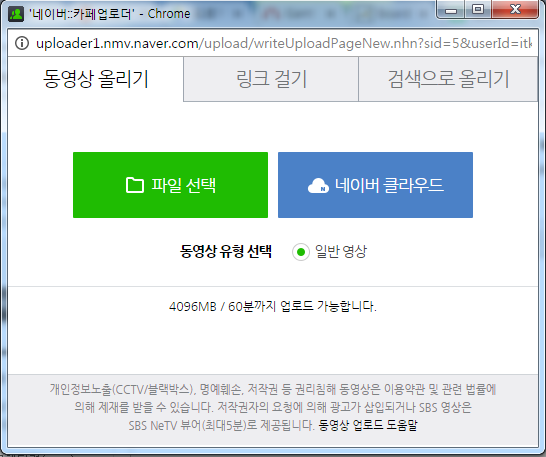 '네이버::카페업로더' - Chrome
uploader1.nmv.naver.com/upload/writeUploadPageNew.nhn?sid=5&userId=itk
동영상 올리기
링크 걸기
검색으로 올리기
파일 선택
N 네이버 클라우드
동영상 유형 선택
일반 영상
4096MB / 60분까지 업로드 가능합니다.
개인정보노출(CCTV/블랙박스), 명예훼손, 저작권 등 권리침해 동영상은 이용약관 및 관련 법률에
의해 제재를 받을 수 있습니다. 저작권자의 요청에 의해 광고가 삽입되거나 SBS 영상은
SBS NeTV 뷰어(최대5분)로 제공됩니다. 동영상 업로드 도움말